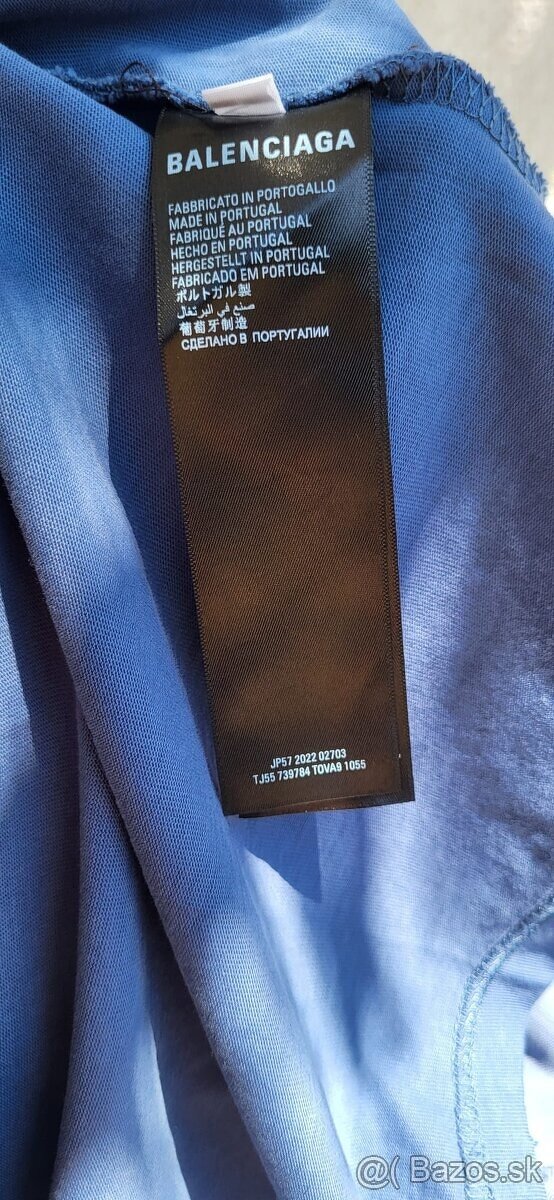 BALENCIAGA
FABBRICATO IN PORTOGALLO
MADE IN PORTUGAL
FABRIQUÉ AU PORTUGAL
HECHO EN PORTUGAL
HERGESTELLT IN PORTUGAL
FABRICADO EM PORTUGAL
ポルトガル製
صنع في البرتغال
葡萄牙制造
СДЕЛАНО В ПОРТУГАЛИИ
JP57 2022 02703
TJ55 739784 TOVA9 1055
@( Bazos.sk